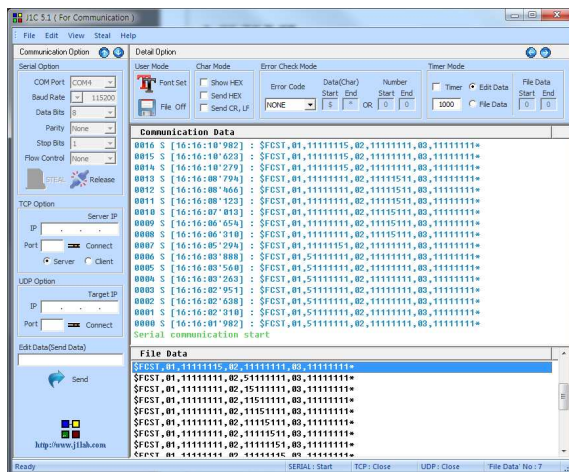 J1C 5.1 ( For Communication )
File Edit View Steal Help
Communication Option
Serial Option
COM Port COM4
Baud Rate 115200
Data Bits 8
Parity None
Stop Bits 1
Flow Control None
STEAL Release
TCP Option
Server IP
IP . . .
Port Connect
Server Client
UDP Option
Target IP
IP . . .
Port Connect
Edit Data(Send Data)
Send
http://www.j1lab.com
Detail Option
User Mode
Font Set
File Off
Char Mode
Show HEX
Send HEX
Send CR, LF
Error Check Mode
Error Code
NONE
Data(Char) Number
Start End Start End
$ * OR 0 0
Timer Mode
Timer Edit Data
1000 File Data
File Data
Start End
0 0
Communication Data
0016 S [16:16:10'982] : $FCST,01,11111115,02,11111111,03,11111111*
0015 S [16:16:10'623] : $FCST,01,11111115,02,11111111,03,11111111*
0014 S [16:16:10'279] : $FCST,01,11111115,02,11111111,03,11111111*
0013 S [16:16:08'794] : $FCST,01,11111111,02,11111511,03,11111111*
0012 S [16:16:08'466] : $FCST,01,11111111,02,11111511,03,11111111*
0011 S [16:16:08'123] : $FCST,01,11111111,02,11111511,03,11111111*
0010 S [16:16:07'013] : $FCST,01,11111111,02,11115111,03,11111111*
0009 S [16:16:06'654] : $FCST,01,11111111,02,11115111,03,11111111*
0008 S [16:16:06'310] : $FCST,01,11111111,02,11115111,03,11111111*
0007 S [16:16:05'294] : $FCST,01,11111151,02,11111111,03,11111111*
0006 S [16:16:03'888] : $FCST,01,51111111,02,11111111,03,11111111*
0005 S [16:16:03'560] : $FCST,01,51111111,02,11111111,03,11111111*
0004 S [16:16:03'263] : $FCST,01,51111111,02,11111111,03,11111111*
0003 S [16:16:02'951] : $FCST,01,51111111,02,11111111,03,11111111*
0002 S [16:16:02'638] : $FCST,01,51111111,02,11111111,03,11111111*
0001 S [16:16:02'310] : $FCST,01,51111111,02,11111111,03,11111111*
0000 S [16:16:01'982] : $FCST,01,51111111,02,11111111,03,11111111*
Serial communication start
File Data
$FCST,01,11111115,02,11111111,03,11111111*
$FCST,01,11111111,02,51111111,03,11111111*
$FCST,01,11111111,02,15111111,03,11111111*
$FCST,01,11111111,02,11511111,03,11111111*
$FCST,01,11111111,02,11151111,03,11111111*
$FCST,01,11111111,02,11115111,03,11111111*
$FCST,01,11111111,02,11111511,03,11111111*
$FCST,01,11111111,02,11111151,03,11111111*
$FCST,01,11111111,02,11111115,03,11111111*
Ready
SERIAL : Start TCP : Close UDP : Close 'File Data' No : 7